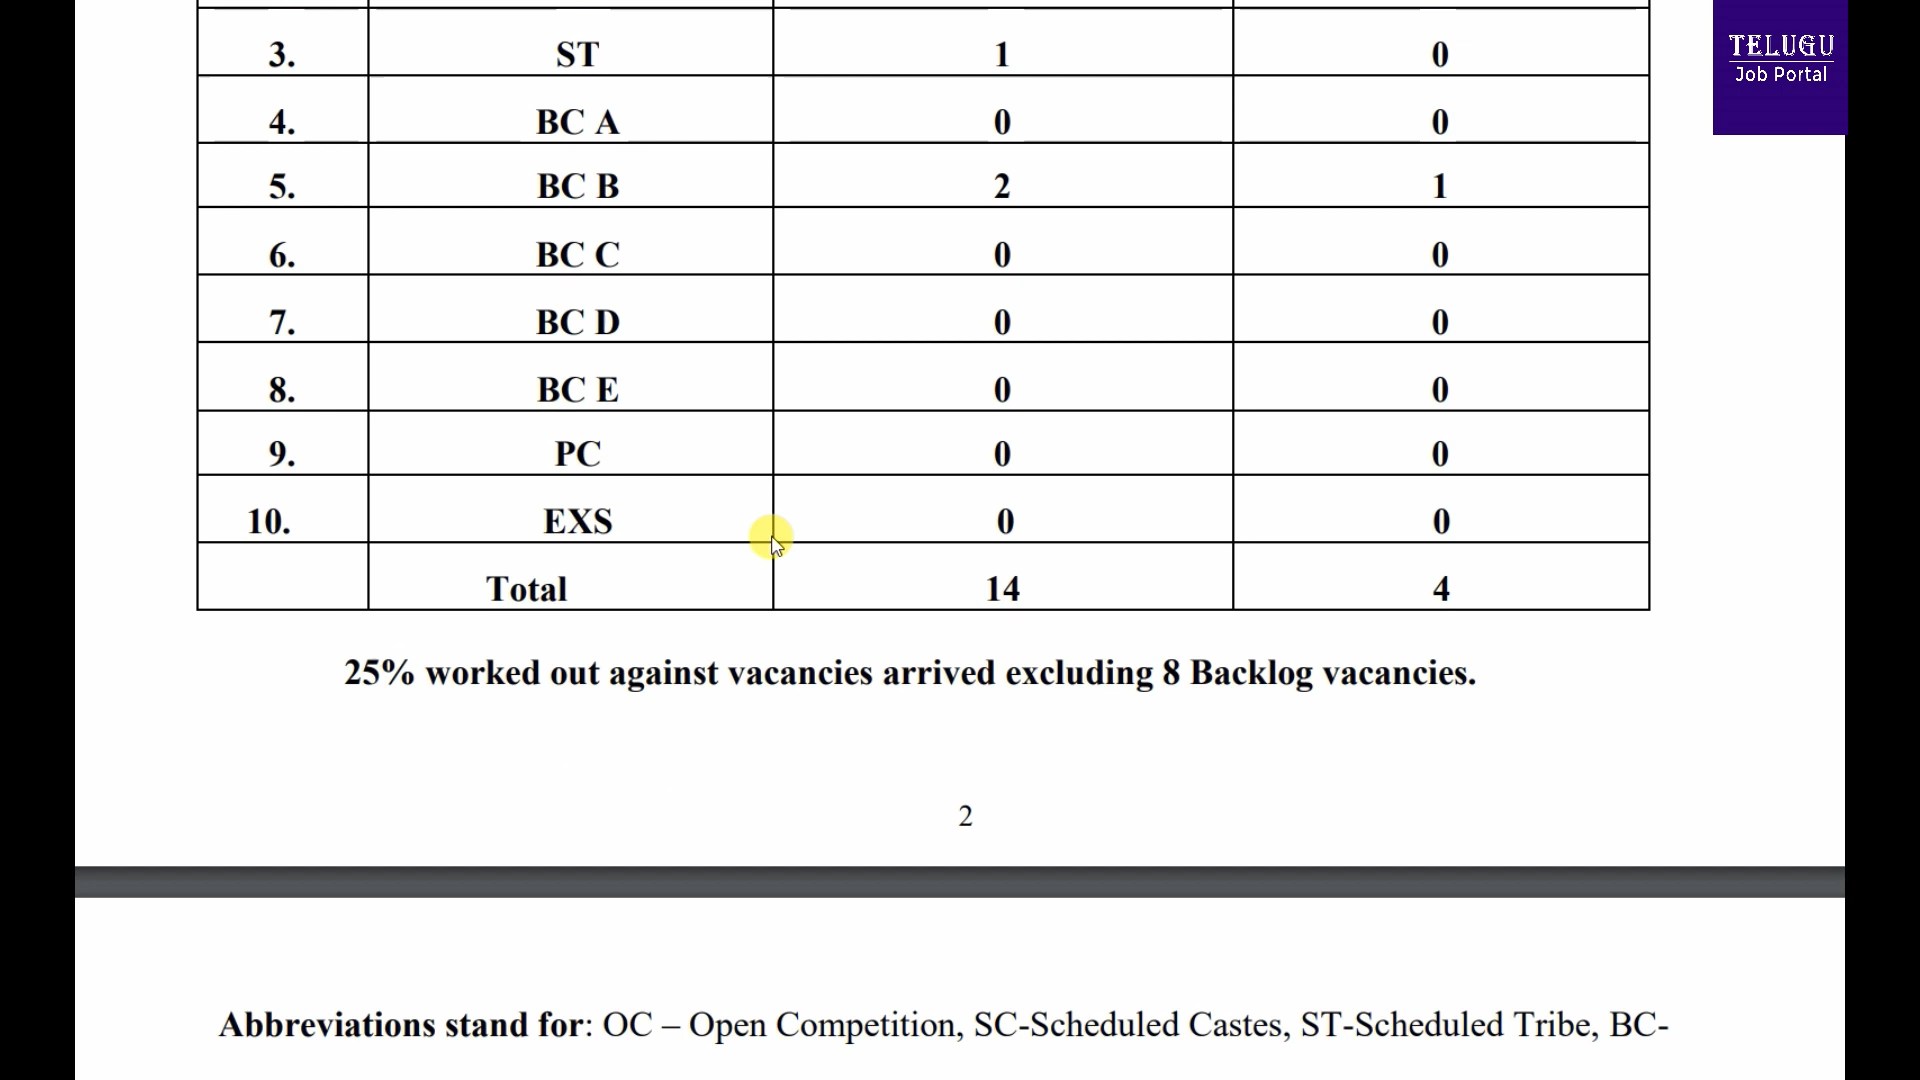 TELUGU
Job Portal
3. ST 1 0
4. BC A 0 0
5. BC B 2 1
6. BC C 0 0
7. BC D 0 0
8. BC E 0 0
9. PC 0 0
10. EXS 0 0
Total 14 4
25% worked out against vacancies arrived excluding 8 Backlog vacancies.
2
Abbreviations stand for: OC – Open Competition, SC-Scheduled Castes, ST-Scheduled Tribe, BC-